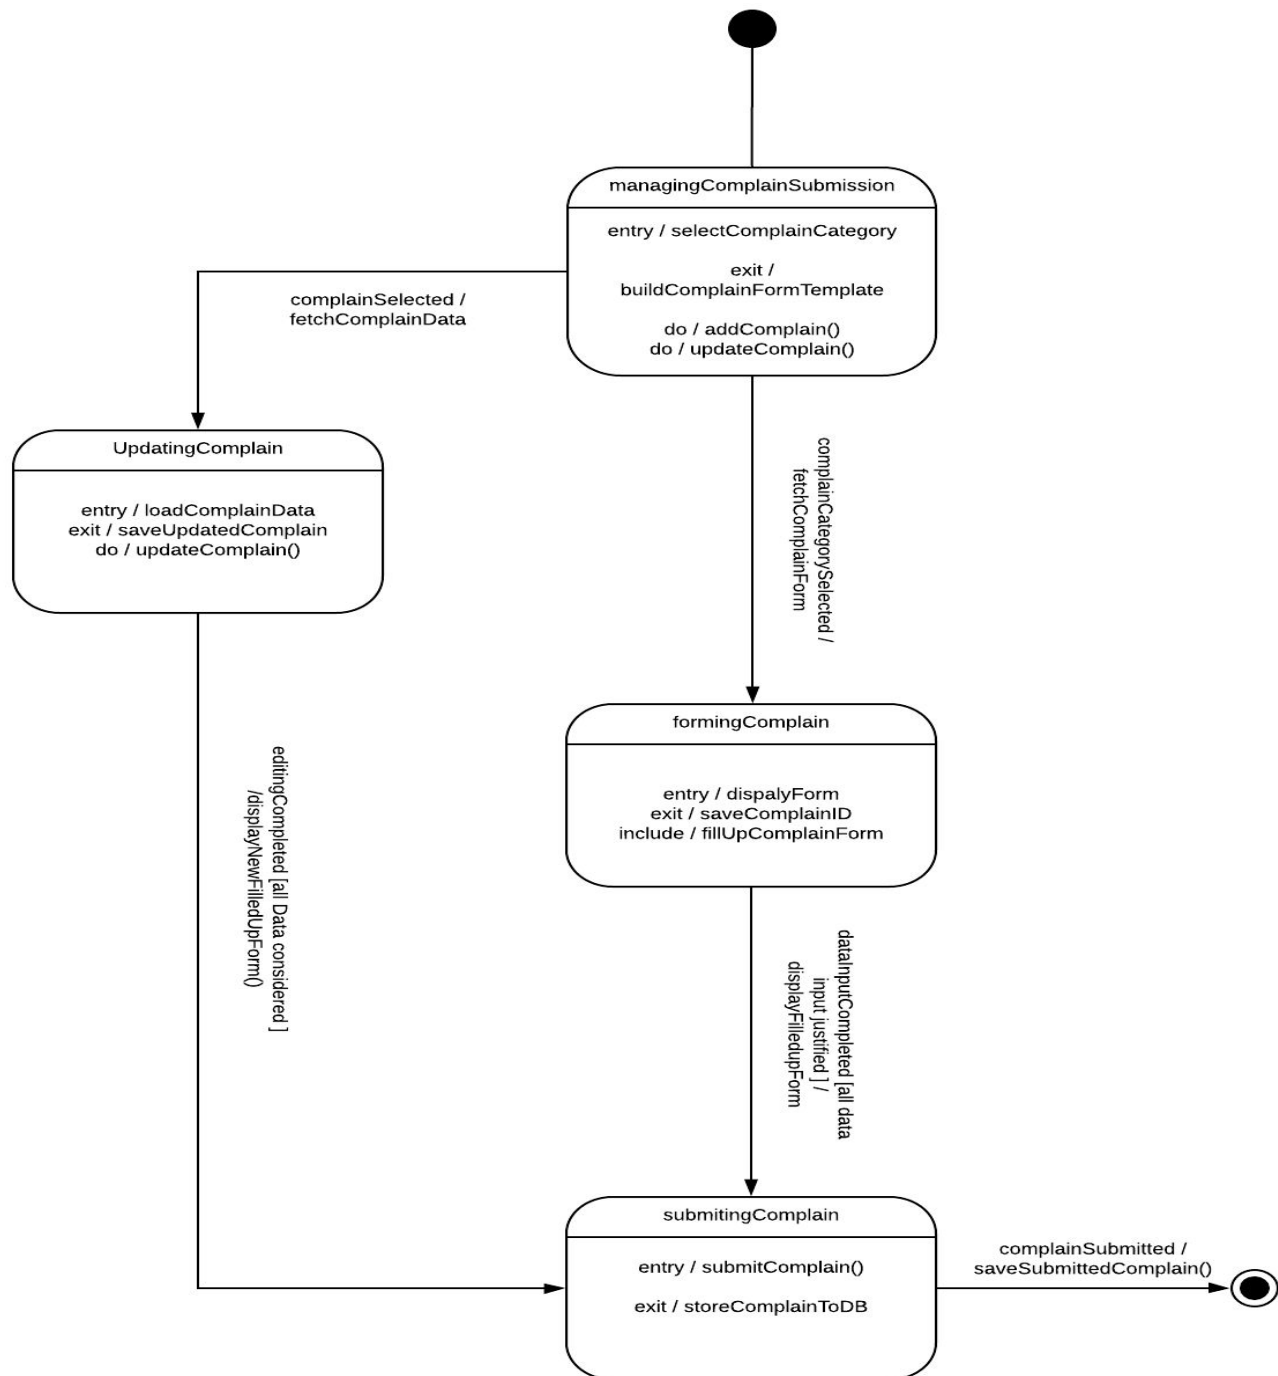 managingComplainSubmission
entry / selectComplainCategory
exit /
buildComplainFormTemplate
do / addComplain()
do / updateComplain()
complainSelected /
fetchComplainData
UpdatingComplain
entry / loadComplainData
exit / saveUpdatedComplain
do / updateComplain()
complainCategorySelected /
fetchComplainForm
formingComplain
entry / dispalyForm
exit / saveComplainID
include / fillUpComplainForm
editingCompleted [all Data considered ]
/displayNewFilledUpForm()
dataInputCompleted [all data
input justified ] /
displayFilledupForm
submitingComplain
entry / submitComplain()
exit / storeComplainToDB
complainSubmitted /
saveSubmittedComplain()